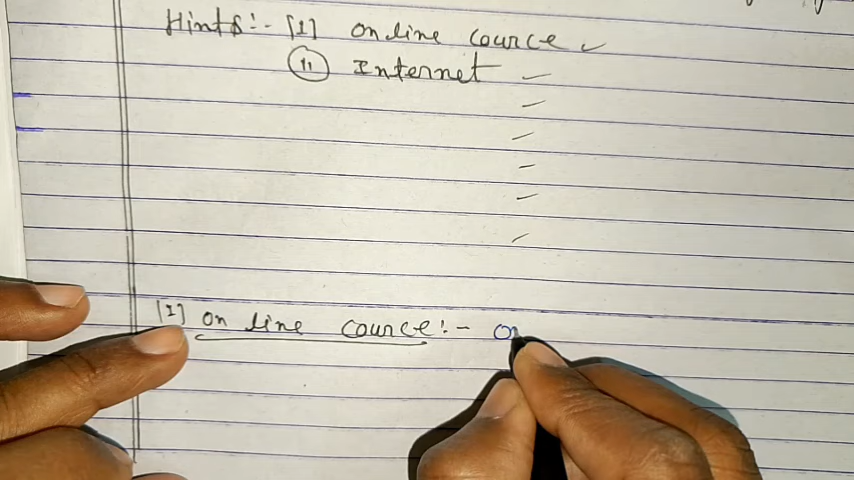 Hints:- [I] on line cource ✓
(II) Internet
[I] on line cource:- on